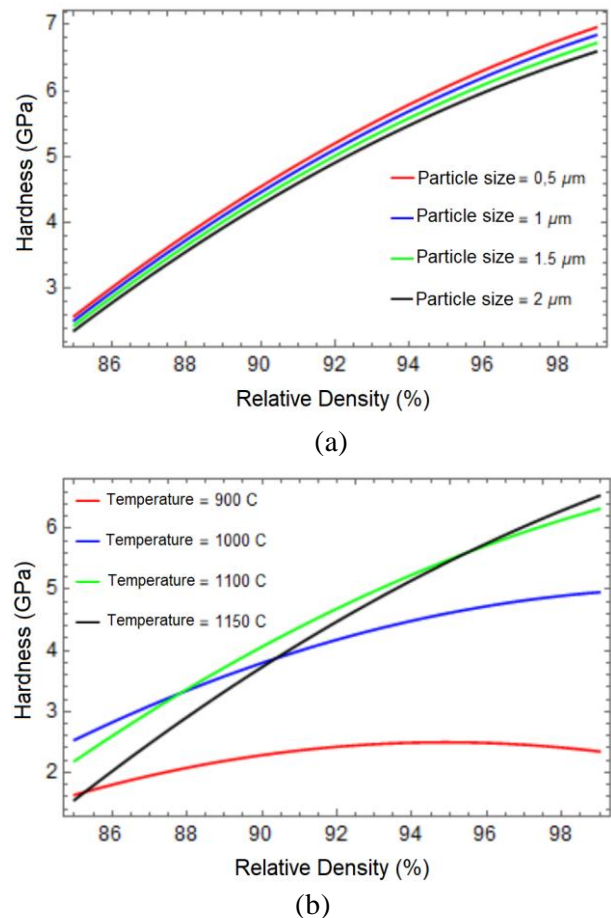 7
6
5
4
3
Hardness (GPa)
Particle size = 0,5 µm
Particle size = 1 µm
Particle size = 1.5 µm
Particle size = 2 µm
86 88 90 92 94 96 98
Relative Density (%)
(a)
Temperature = 900 C
Temperature = 1000 C
Temperature = 1100 C
Temperature = 1150 C
6
5
4
3
2
Hardness (GPa)
86 88 90 92 94 96 98
Relative Density (%)
(b)